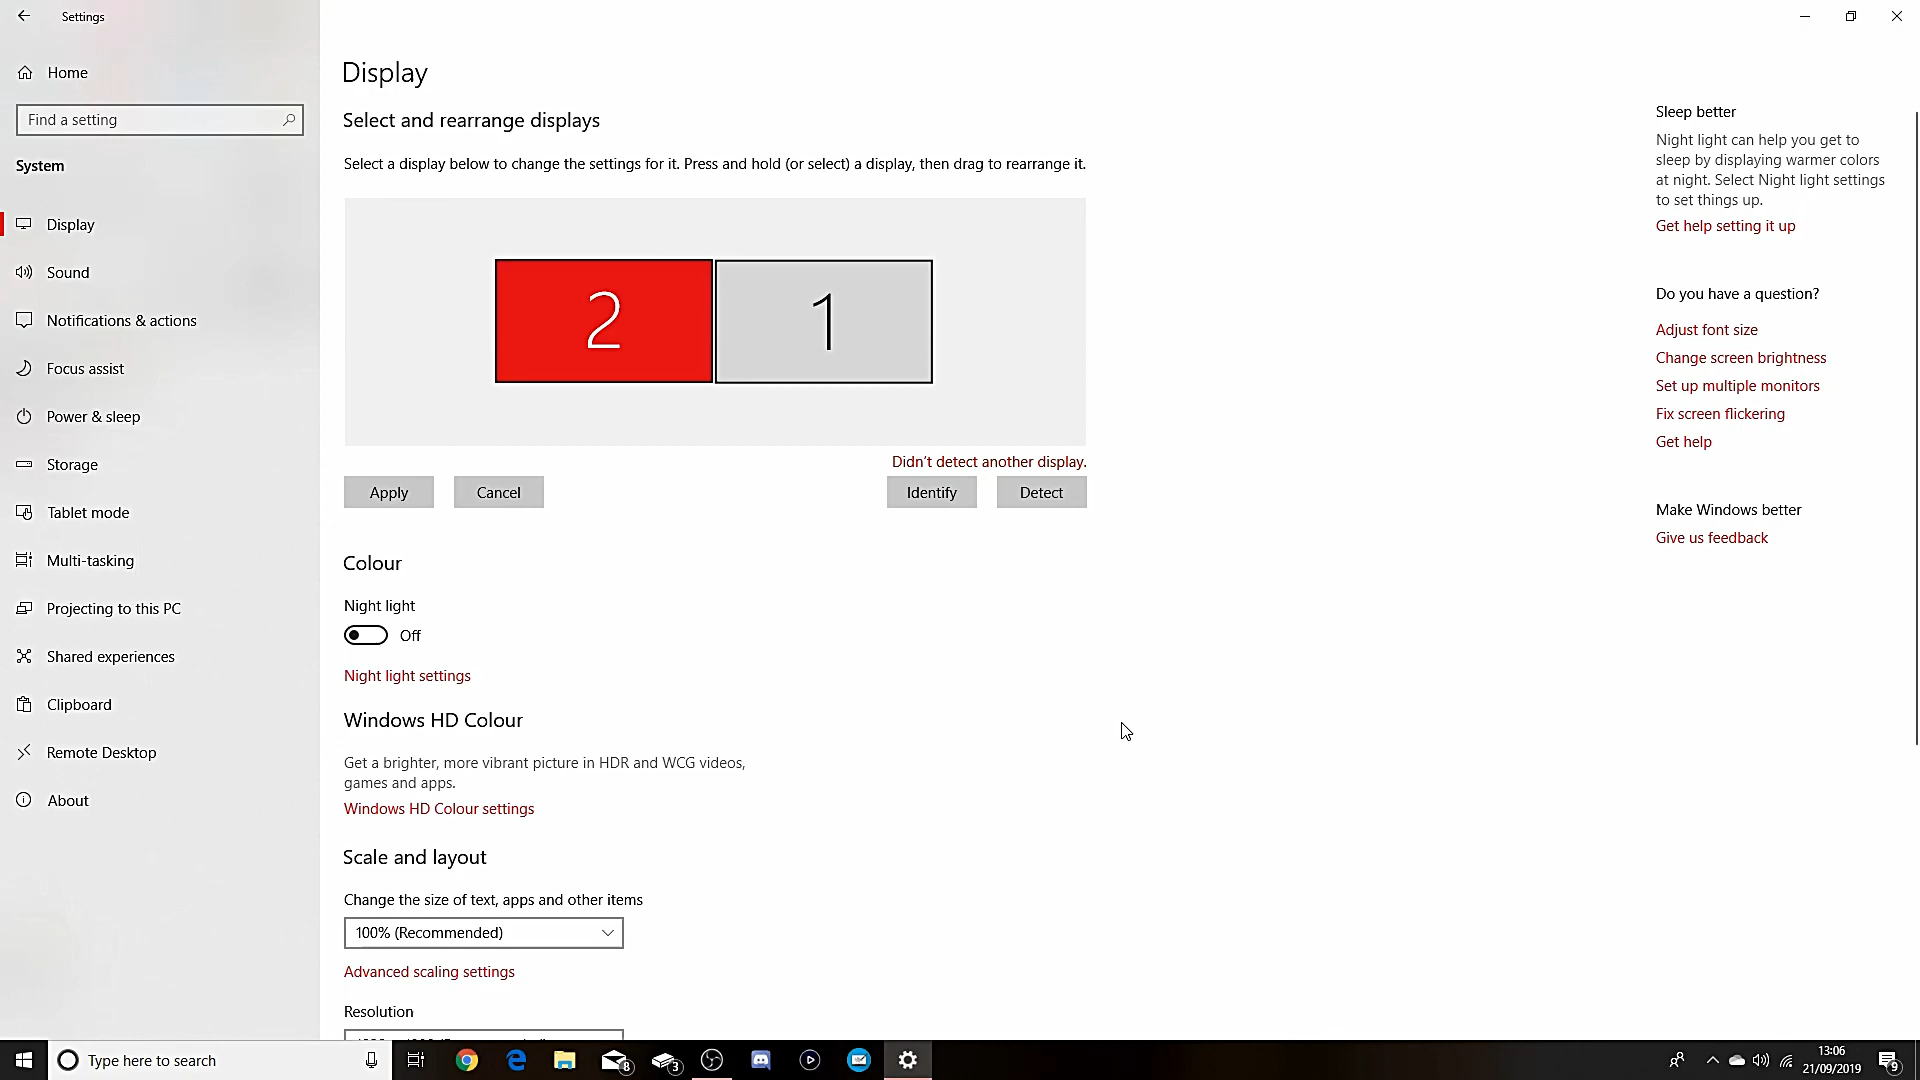 Settings
Home
Find a setting
System
Display
Sound
Notifications & actions
Focus assist
Power & sleep
Storage
Tablet mode
Multi-tasking
Projecting to this PC
Shared experiences
Clipboard
Remote Desktop
About
Display
Select and rearrange displays
Select a display below to change the settings for it. Press and hold (or select) a display, then drag to rearrange it.
2
1
Didn't detect another display.
Apply
Cancel
Identify
Detect
Colour
Night light
Off
Night light settings
Windows HD Colour
Get a brighter, more vibrant picture in HDR and WCG videos,
games and apps.
Windows HD Colour settings
Scale and layout
Change the size of text, apps and other items
100% (Recommended)
Advanced scaling settings
Resolution
Sleep better
Night light can help you get to
sleep by displaying warmer colors
at night. Select Night light settings
to set things up.
Get help setting it up
Do you have a question?
Adjust font size
Change screen brightness
Set up multiple monitors
Fix screen flickering
Get help
Make Windows better
Give us feedback
Type here to search
8
3
13:06
21/09/2019
9